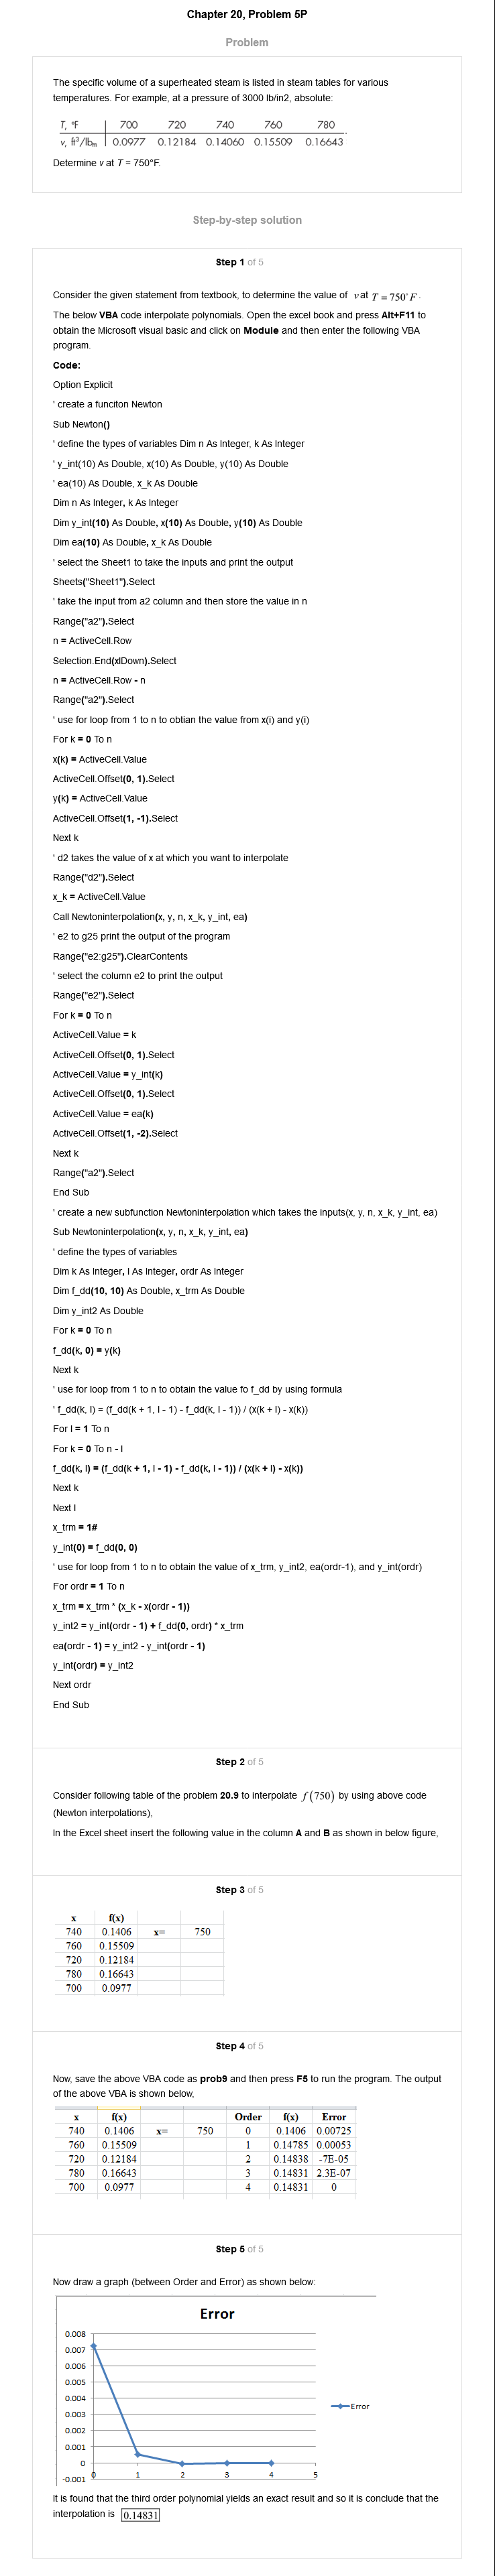 Chapter 20, Problem 5P
Problem
The specific volume of a superheated steam is listed in steam tables for various
temperatures. For example, at a pressure of 3000 lb/in2, absolute:
T, °F 700 720 740 760 780
v, ft³/lbm 0.0977 0.12184 0.14060 0.15509 0.16643
Determine v at T = 750°F.
Step-by-step solution
Step 1 of 5
Consider the given statement from textbook, to determine the value of v at T = 750°F.
The below VBA code interpolate polynomials. Open the excel book and press Alt+F11 to
obtain the Microsoft visual basic and click on Module and then enter the following VBA
program.
Code:
Option Explicit
' create a funciton Newton
Sub Newton()
' define the types of variables Dim n As Integer, k As Integer
' y_int(10) As Double, x(10) As Double, y(10) As Double
' ea(10) As Double, x_k As Double
Dim n As Integer, k As Integer
Dim y_int(10) As Double, x(10) As Double, y(10) As Double
Dim ea(10) As Double, x_k As Double
' select the Sheet1 to take the inputs and print the output
Sheets("Sheet1").Select
' take the input from a2 column and then store the value in n
Range("a2").Select
n = ActiveCell.Row
Selection.End(xlDown).Select
n = ActiveCell.Row - n
Range("a2").Select
' use for loop from 1 to n to obtian the value from x(i) and y(i)
For k = 0 To n
x(k) = ActiveCell.Value
ActiveCell.Offset(0, 1).Select
y(k) = ActiveCell.Value
ActiveCell.Offset(1, -1).Select
Next k
' d2 takes the value of x at which you want to interpolate
Range("d2").Select
x_k = ActiveCell.Value
Call Newtoninterpolation(x, y, n, x_k, y_int, ea)
' e2 to g25 print the output of the program
Range("e2:g25").ClearContents
' select the column e2 to print the output
Range("e2").Select
For k = 0 To n
ActiveCell.Value = k
ActiveCell.Offset(0, 1).Select
ActiveCell.Value = y_int(k)
ActiveCell.Offset(0, 1).Select
ActiveCell.Value = ea(k)
ActiveCell.Offset(1, -2).Select
Next k
Range("a2").Select
End Sub
' create a new subfunction Newtoninterpolation which takes the inputs(x, y, n, x_k, y_int, ea)
Sub Newtoninterpolation(x, y, n, x_k, y_int, ea)
' define the types of variables
Dim k As Integer, l As Integer, ordr As Integer
Dim f_dd(10, 10) As Double, x_trm As Double
Dim y_int2 As Double
For k = 0 To n
f_dd(k, 0) = y(k)
Next k
' use for loop from 1 to n to obtain the value fo f_dd by using formula
' f_dd(k, l) = (f_dd(k + 1, l - 1) - f_dd(k, l - 1)) / (x(k + l) - x(k))
For l = 1 To n
For k = 0 To n - l
f_dd(k, l) = (f_dd(k + 1, l - 1) - f_dd(k, l - 1)) / (x(k + l) - x(k))
Next k
Next l
x_trm = 1#
y_int(0) = f_dd(0, 0)
' use for loop from 1 to n to obtain the value of x_trm, y_int2, ea(ordr-1), and y_int(ordr)
For ordr = 1 To n
x_trm = x_trm * (x_k - x(ordr - 1))
y_int2 = y_int(ordr - 1) + f_dd(0, ordr) * x_trm
ea(ordr - 1) = y_int2 - y_int(ordr - 1)
y_int(ordr) = y_int2
Next ordr
End Sub
Step 2 of 5
Consider following table of the problem 20.9 to interpolate f(750) by using above code
(Newton interpolations),
In the Excel sheet insert the following value in the column A and B as shown in below figure,
Step 3 of 5
x f(x)
740 0.1406 x= 750
760 0.15509
720 0.12184
780 0.16643
700 0.0977
Step 4 of 5
Now, save the above VBA code as prob9 and then press F5 to run the program. The output
of the above VBA is shown below,
x f(x) Order f(x) Error
740 0.1406 x= 750 0 0.1406 0.00725
760 0.15509 1 0.14785 0.00053
720 0.12184 2 0.14838 -7E-05
780 0.16643 3 0.14831 2.3E-07
700 0.0977 4 0.14831 0
Step 5 of 5
Now draw a graph (between Order and Error) as shown below:
Error
0.008
0.007
0.006
0.005
0.004
0.003
0.002
0.001
0
-0.001
0 1 2 3 4 5
Error
It is found that the third order polynomial yields an exact result and so it is conclude that the
interpolation is 0.14831